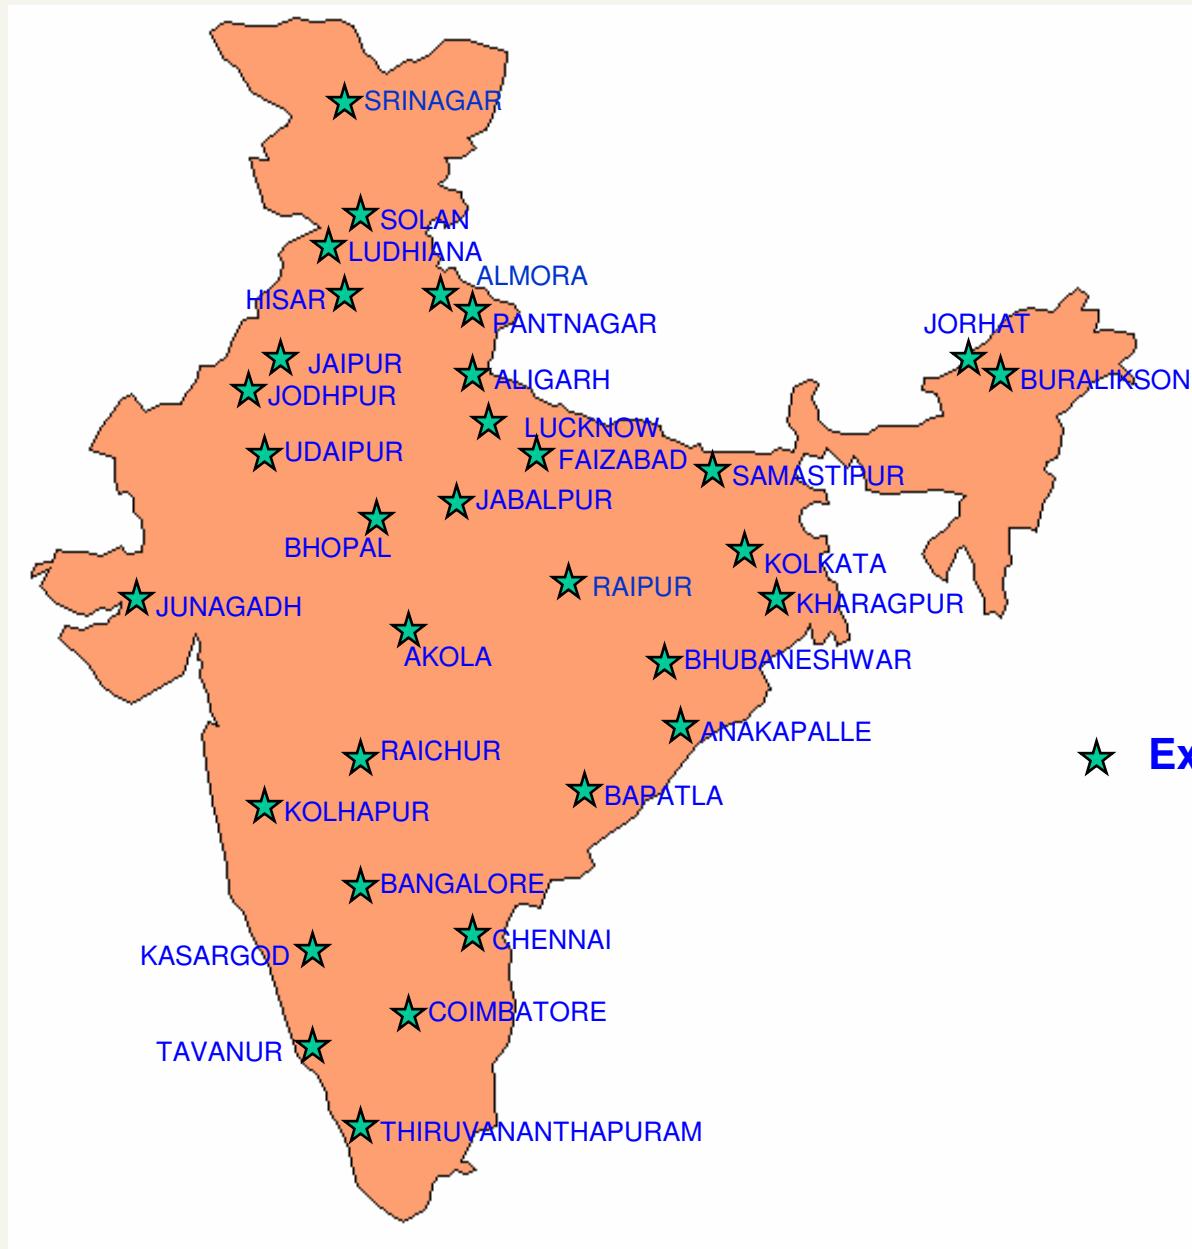 SRINAGAR
SOLAN
LUDHIANA
ALMORA
HISAR
PANTNAGAR
JORHAT
JAIPUR
ALIGARH
BURALIKSON
JODHPUR
LUCKNOW
UDAIPUR
FAIZABAD
SAMASTIPUR
JABALPUR
BHOPAL
KOLKATA
RAIPUR
JUNAGADH
KHARAGPUR
AKOLA
BHUBANESHWAR
ANAKAPALLE
RAICHUR
Ex
BAPATLA
KOLHAPUR
BANGALORE
CHENNAI
KASARGOD
COIMBATORE
TAVANUR
THIRUVANANTHAPURAM